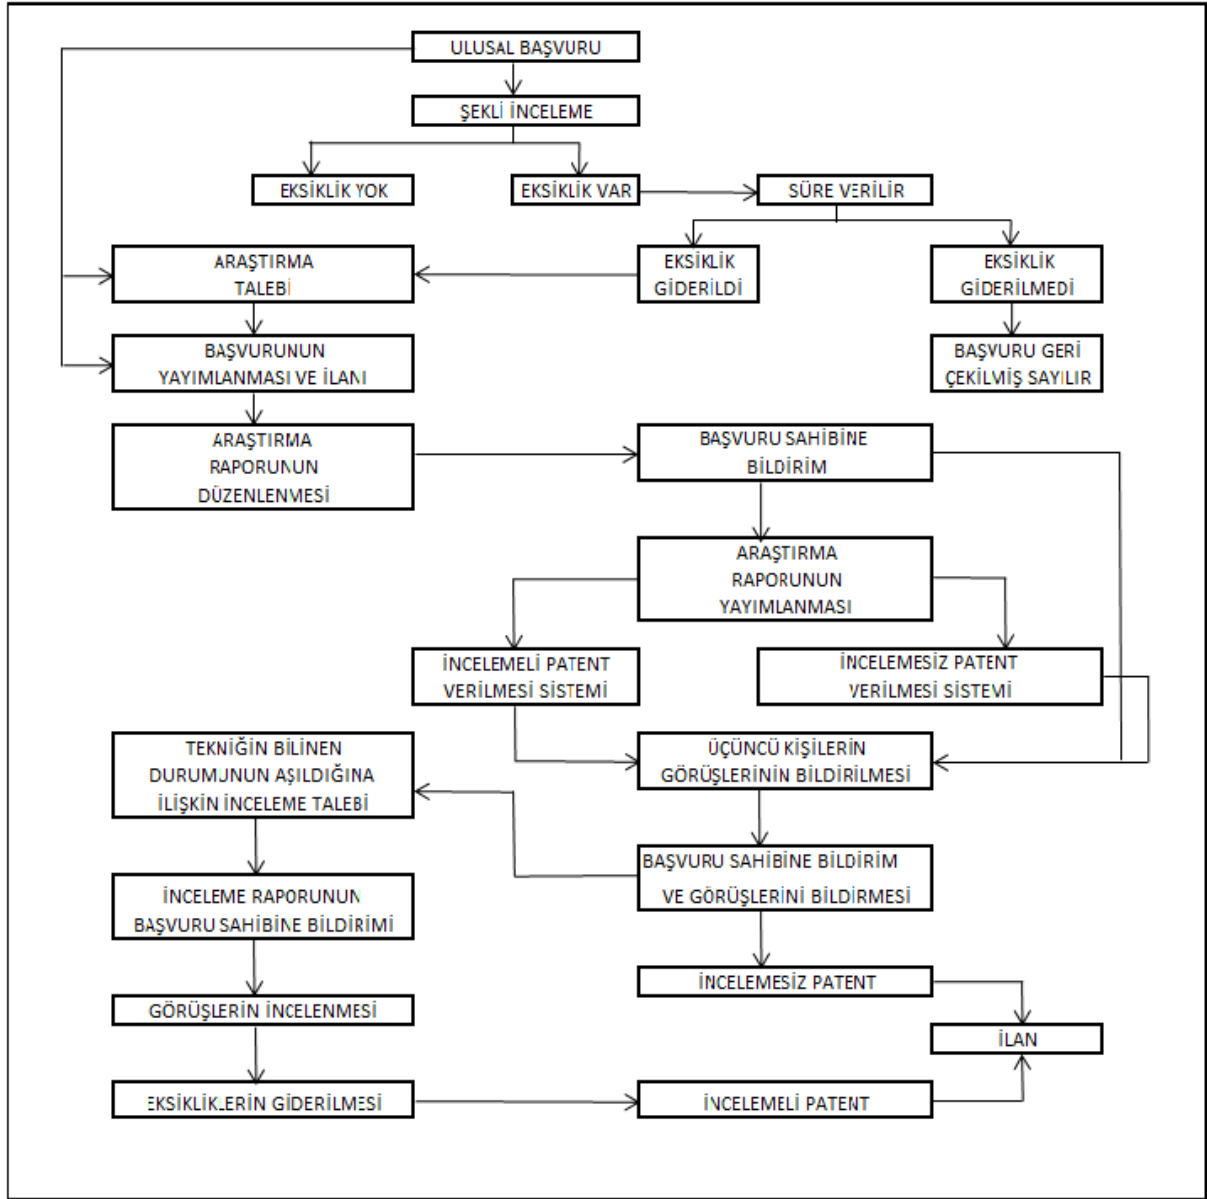 ULUSAL BAŞVURU
ŞEKLİ İNCELEME
EKSİKLİK YOK
EKSİKLİK VAR
SÜRE VERİLİR
ARAŞTIRMA
TALEBİ
EKSİKLİK
GİDERİLDİ
EKSİKLİK
GİDERİLMEDİ
BAŞVURUNUN
YAYIMLANMASI VE İLANI
BAŞVURU GERİ
ÇEKİLMİŞ SAYILIR
ARAŞTIRMA
RAPORUNUN
DÜZENLENMESİ
BAŞVURU SAHİBİNE
BİLDİRİM
ARAŞTIRMA
RAPORUNUN
YAYIMLANMASI
İNCELEMELİ PATENT
VERİLMESİ SİSTEMİ
İNCELEMESİZ PATENT
VERİLMESİ SİSTEMİ
TEKNİĞİN BİLİNEN
DURUMUNUN AŞILDIĞINA
İLİŞKİN İNCELEME TALEBİ
ÜÇÜNCÜ KİŞİLERİN
GÖRÜŞLERİNİN BİLDİRİLMESİ
BAŞVURU SAHİBİNE BİLDİRİM
VE GÖRÜŞLERİNİ BİLDİRMESİ
İNCELEME RAPORUNUN
BAŞVURU SAHİBİNE BİLDİRİMİ
İNCELEMESİZ PATENT
GÖRÜŞLERİN İNCELENMESİ
İLAN
EKSİKLİKLERİN GİDERİLMESİ
İNCELEMELİ PATENT